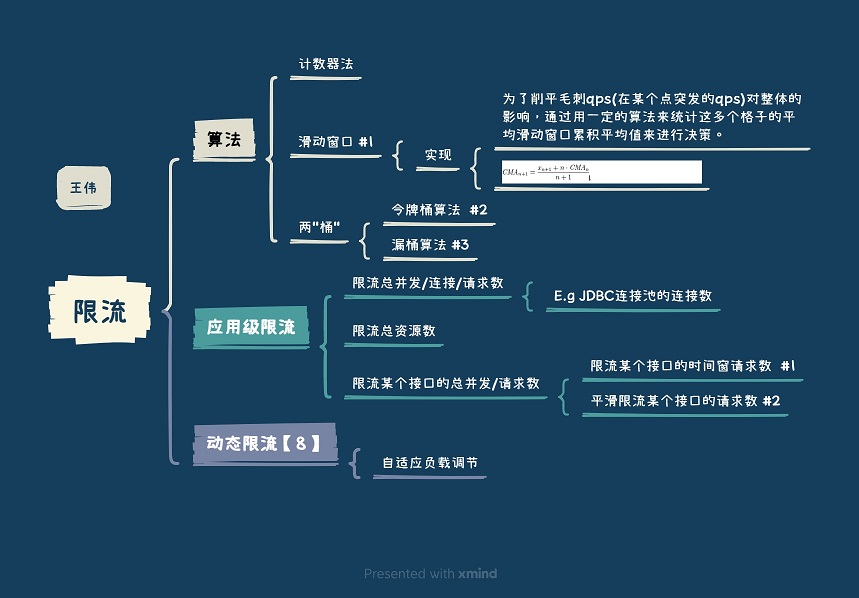 王伟
限流
算法
计数器法
滑动窗口 #1
实现
为了削平毛刺qps(在某个点突发的qps)对整体的
影响，通过用一定的算法来统计这多个格子的平
均滑动窗口累积平均值来进行决策。
CMAₙ₊₁ = (xₙ₊₁ + n · CMAₙ) / (n + 1)
两"桶"
令牌桶算法 #2
漏桶算法 #3
应用级限流
限流总并发/连接/请求数
E.g JDBC连接池的连接数
限流总资源数
限流某个接口的总并发/请求数
限流某个接口的时间窗请求数 #1
平滑限流某个接口的请求数 #2
动态限流【8】
自适应负载调节
Presented with xmind